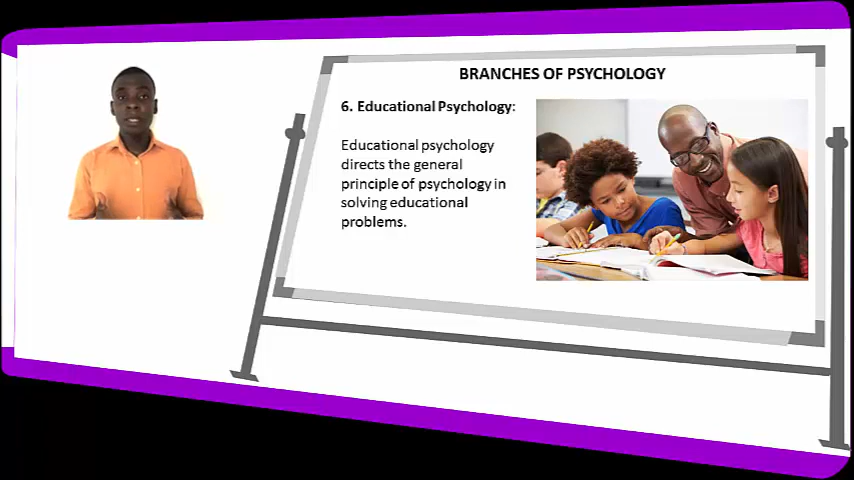 BRANCHES OF PSYCHOLOGY
6. Educational Psychology:
Educational psychology
directs the general
principle of psychology in
solving educational
problems.